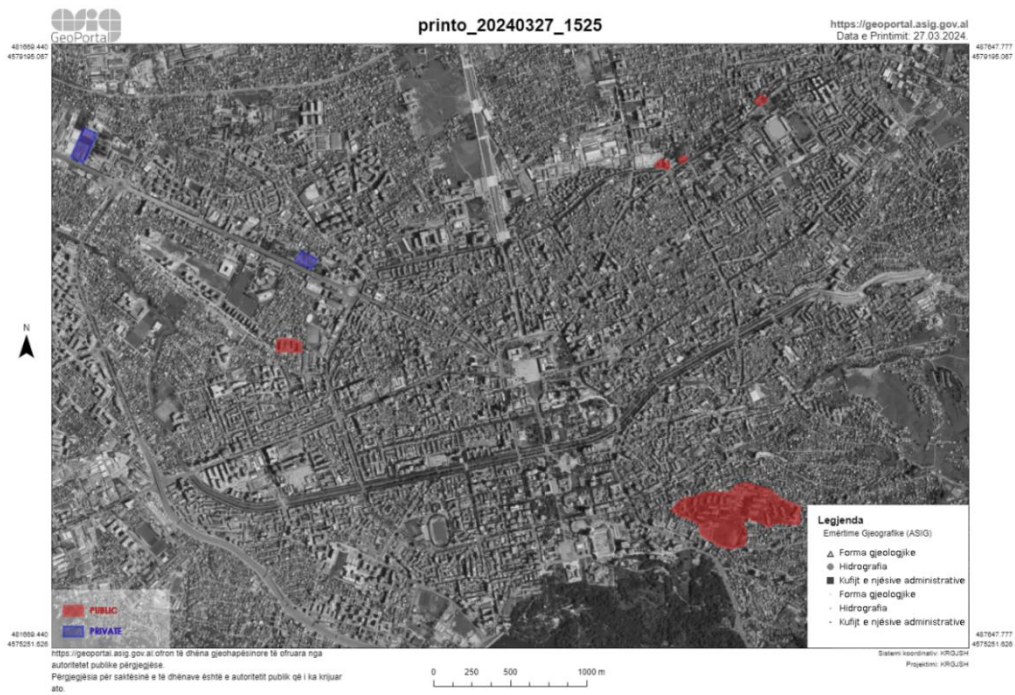 asig
GeoPortal
printo_20240327_1525
https://geoportal.asig.gov.al
Data e Printimit: 27.03.2024.
481669.440
4579195.067
487647.777
4579195.067
N
Legjenda
Emërtime Gjeografike (ASIG)
Forma gjeologjike
Hidrografia
Kufijt e njësive administrative
Forma gjeologjike
Hidrografia
Kufijt e njësive administrative
PUBLIC
PRIVATE
481669.440
4575251.626
487647.777
4575251.626
https://geoportal.asig.gov.al ofron të dhëna gjeohapësinore të ofruara nga
autoritetet publike përgjegjëse.
Përgjegjësia për saktësinë e të dhënave është e autoritetit publik që i ka krijuar
ato.
Sistemi koordinativ: KRGJSH
Projektimi: KRGJSH
0 250 500 1000 m